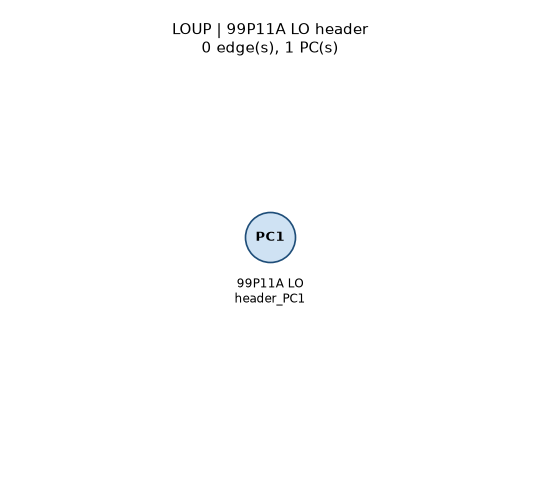 LOUP | 99P11A LO header
0 edge(s), 1 PC(s)
PC1
99P11A LO
header_PC1